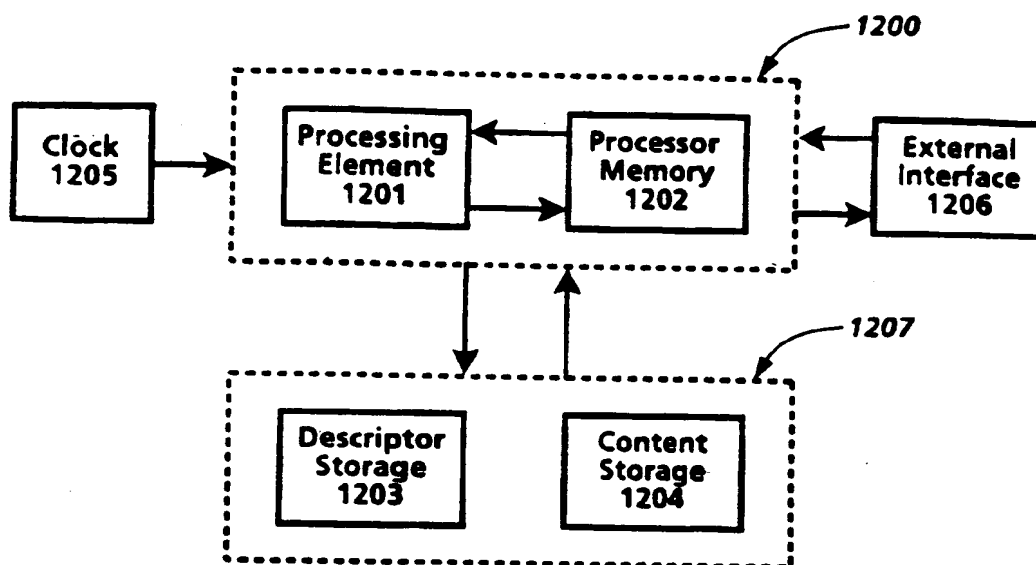 1200
Clock
1205
Processing
Element
1201
Processor
Memory
1202
External
Interface
1206
1207
Descriptor
Storage
1203
Content
Storage
1204